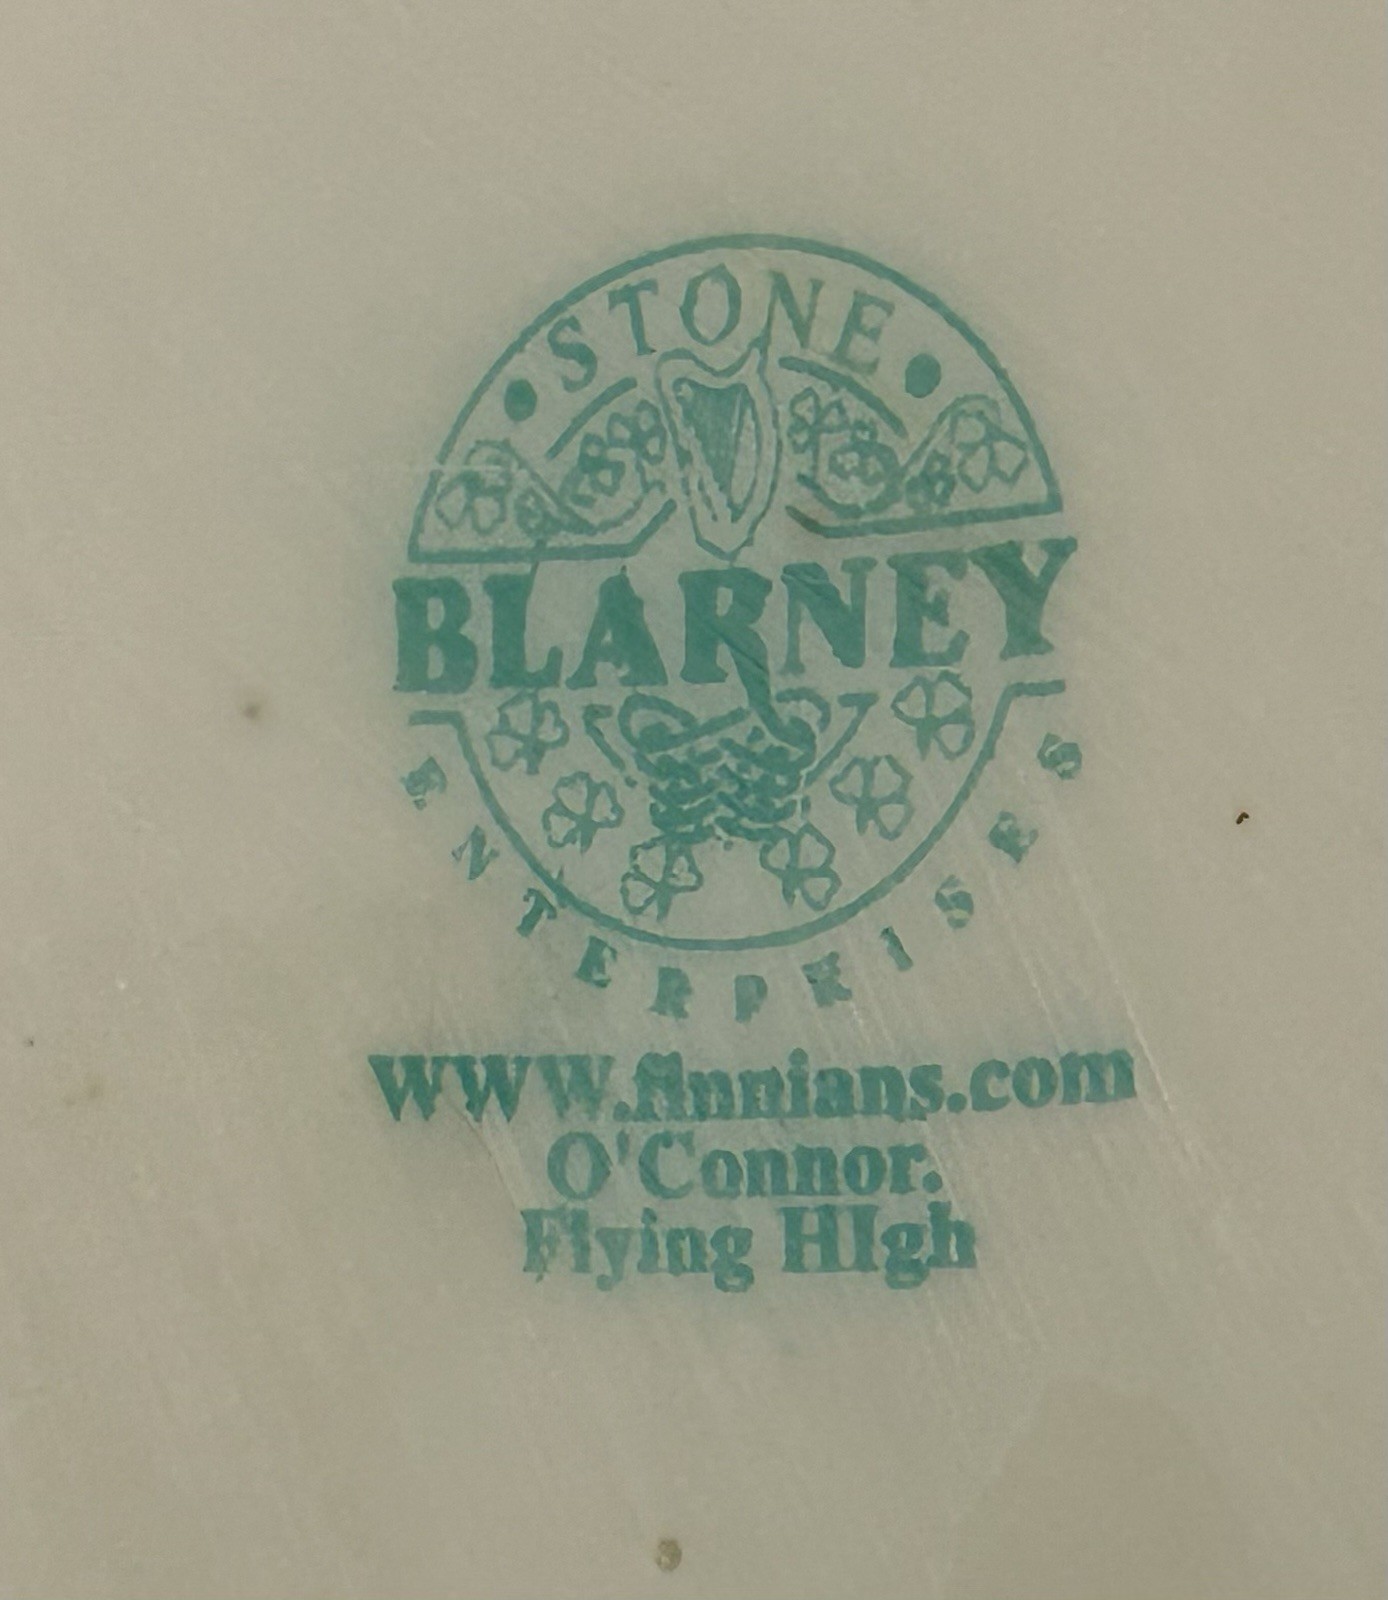 • STONE •
BLARNEY
ENTERPRISES
www.finnians.com
O'Connor.
Flying HIgh